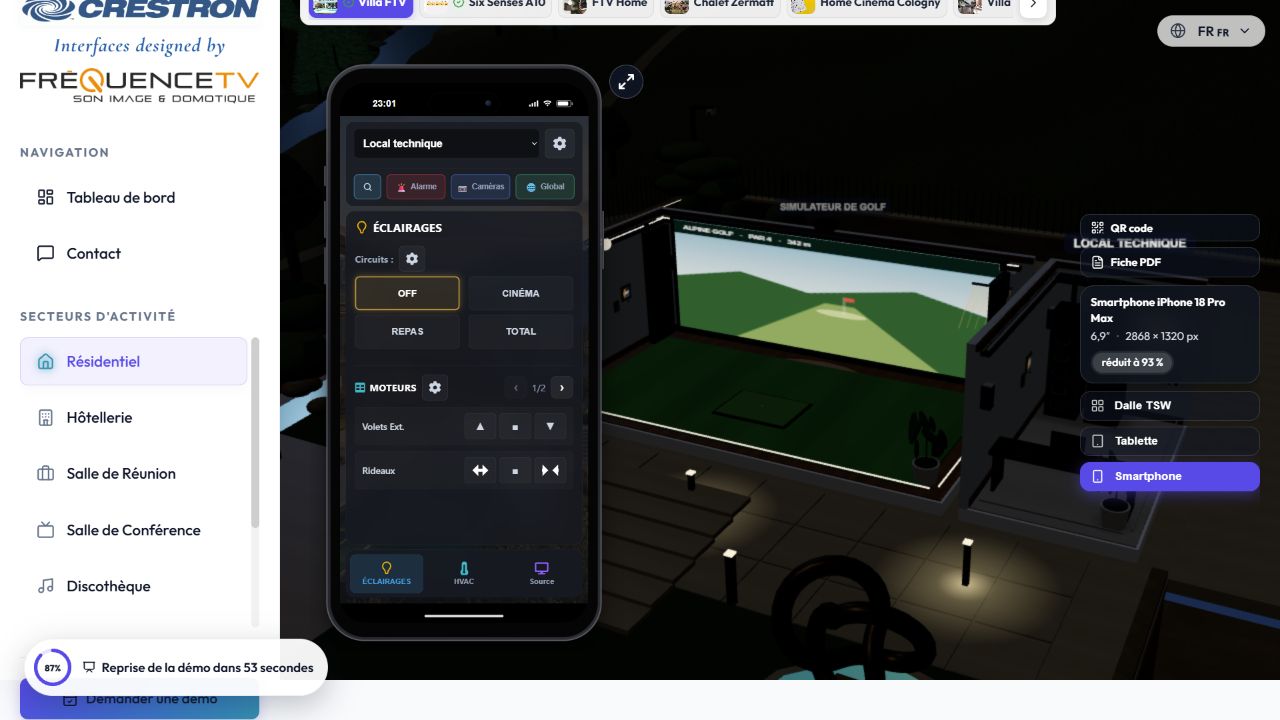 CRESTRON
Interfaces designed by
FRÉQUENCETV
SON IMAGE & DOMOTIQUE
NAVIGATION
Tableau de bord
Contact
SECTEURS D'ACTIVITÉ
Résidentiel
Hôtellerie
Salle de Réunion
Salle de Conférence
Discothèque
87%
Reprise de la démo dans 53 secondes
Demander une démo
Villa FTV
Six Senses A10
FTV Home
Chalet Zermatt
Home Cinema Cologny
Villa
FR FR
23:01
Local technique
Alarme
Caméras
Global
ÉCLAIRAGES
Circuits :
OFF
CINÉMA
REPAS
TOTAL
MOTEURS
1/2
Volets Ext.
Rideaux
ÉCLAIRAGES
HVAC
Source
SIMULATEUR DE GOLF
ALPINE GOLF - PAR 4 - 342 m
LOCAL TECHNIQUE
QR code
Fiche PDF
Smartphone iPhone 18 Pro
Max
6,9" · 2868 × 1320 px
réduit à 93 %
Dalle TSW
Tablette
Smartphone